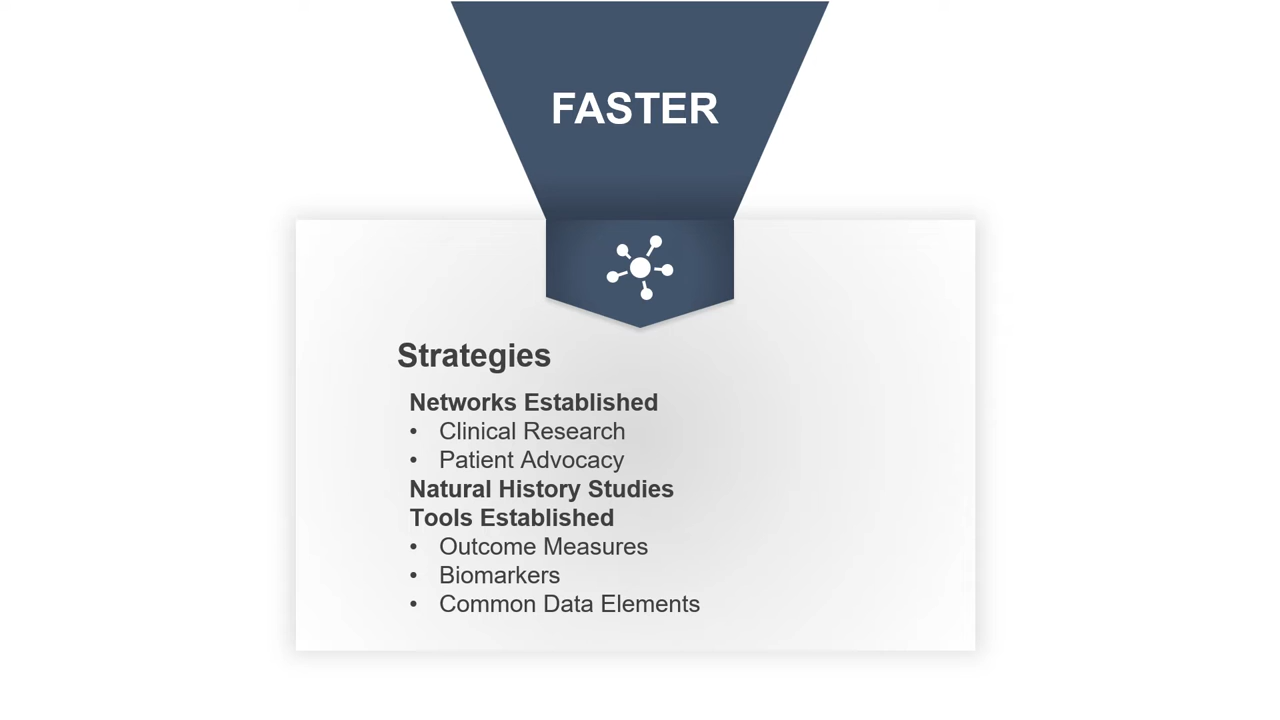 FASTER
Strategies
Networks Established
• Clinical Research
• Patient Advocacy
Natural History Studies
Tools Established
• Outcome Measures
• Biomarkers
• Common Data Elements